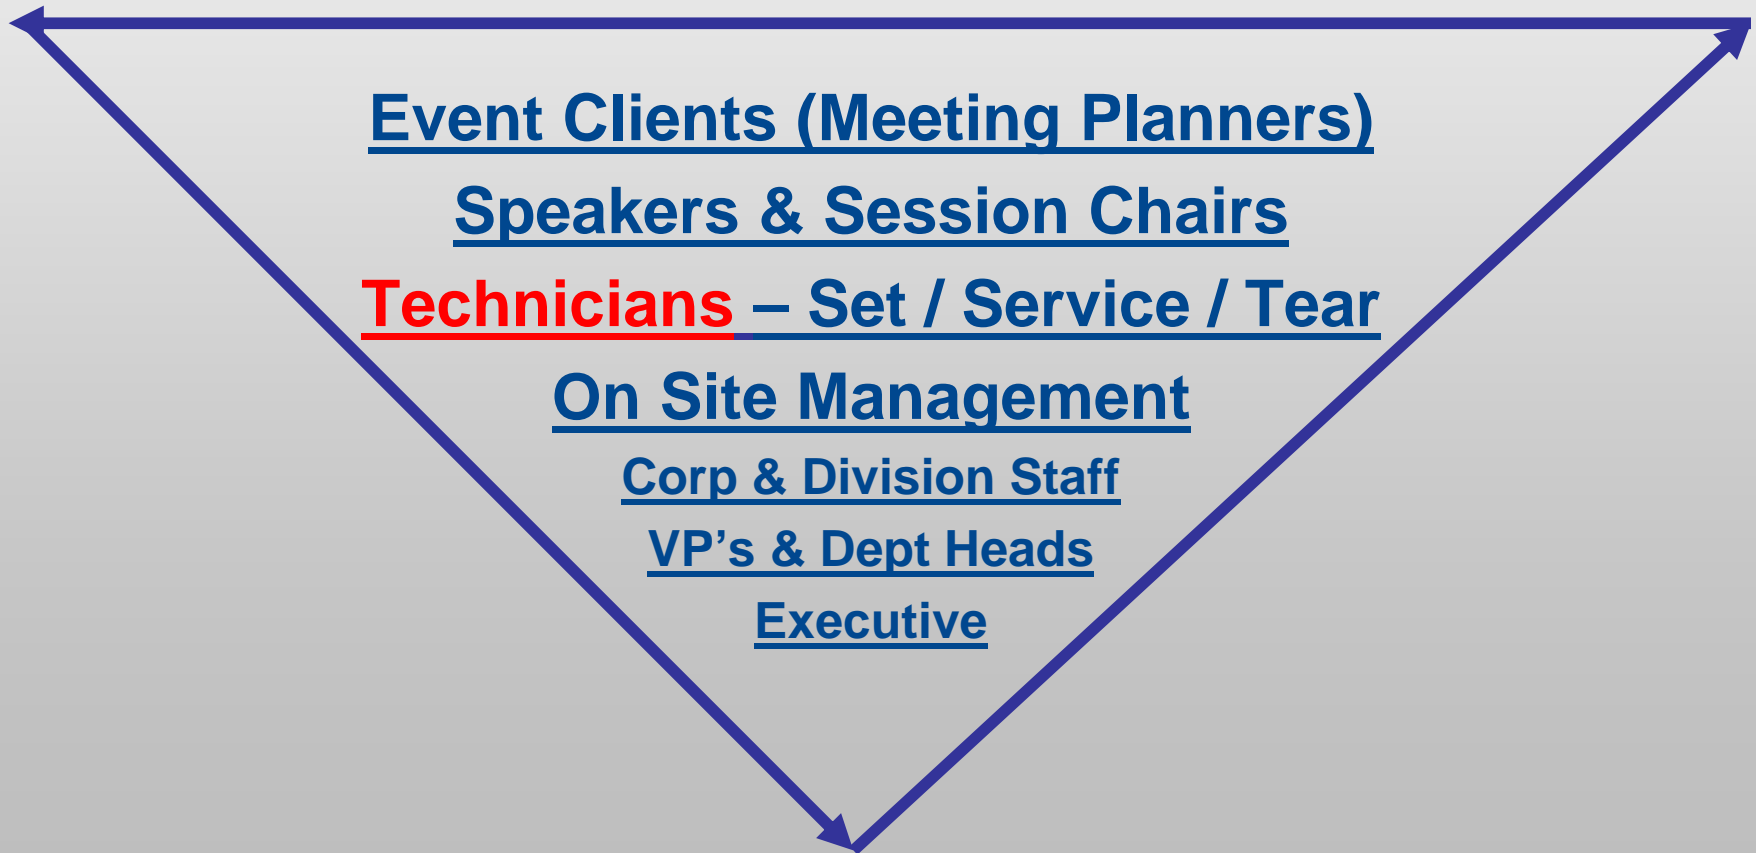 Event Clients (Meeting Planners)
Speakers & Session Chairs
Technicians – Set / Service / Tear
On Site Management
Corp & Division Staff
VP’s & Dept Heads
Executive